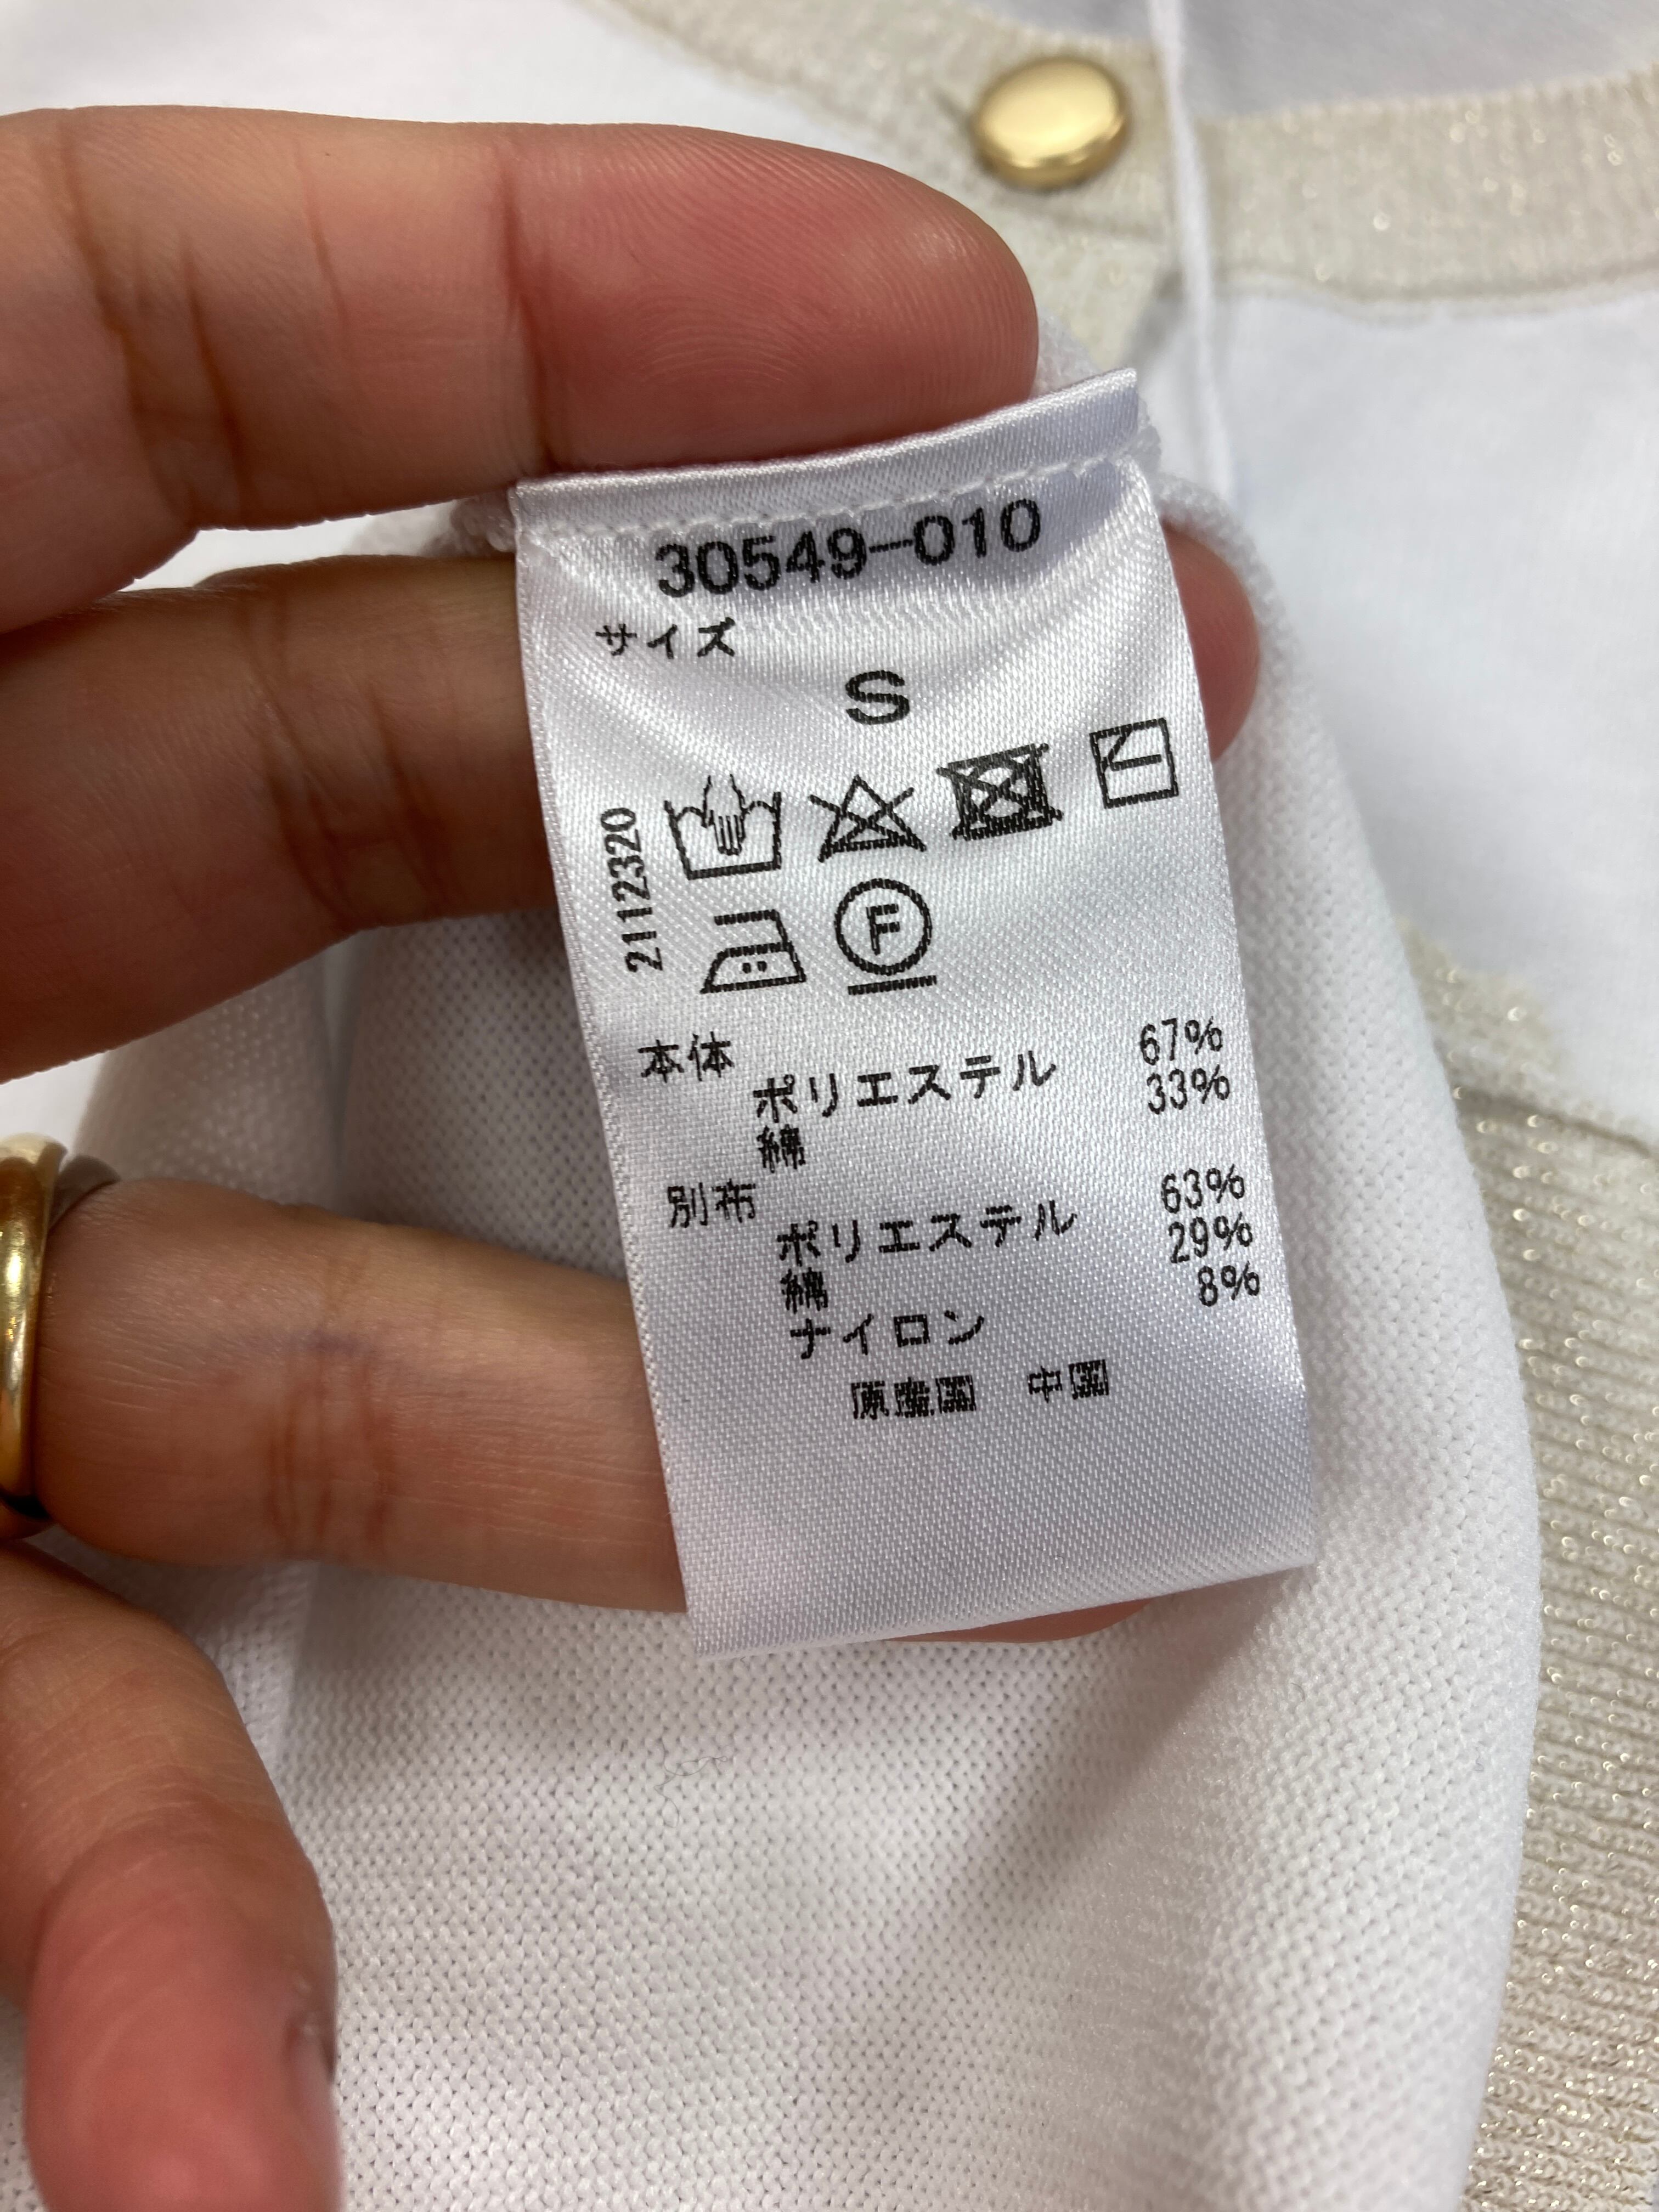 30549-010
サイズ
S
2112320
F
本体
ポリエステル 67%
綿 33%
別布
ポリエステル 63%
綿 29%
ナイロン 8%
原産国 中国